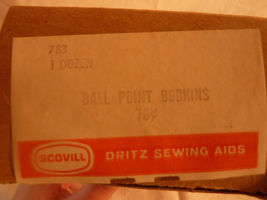 783
1 DOZEN
BALL POINT BODKINS
70¢
SCOVILL DRITZ SEWING AIDS